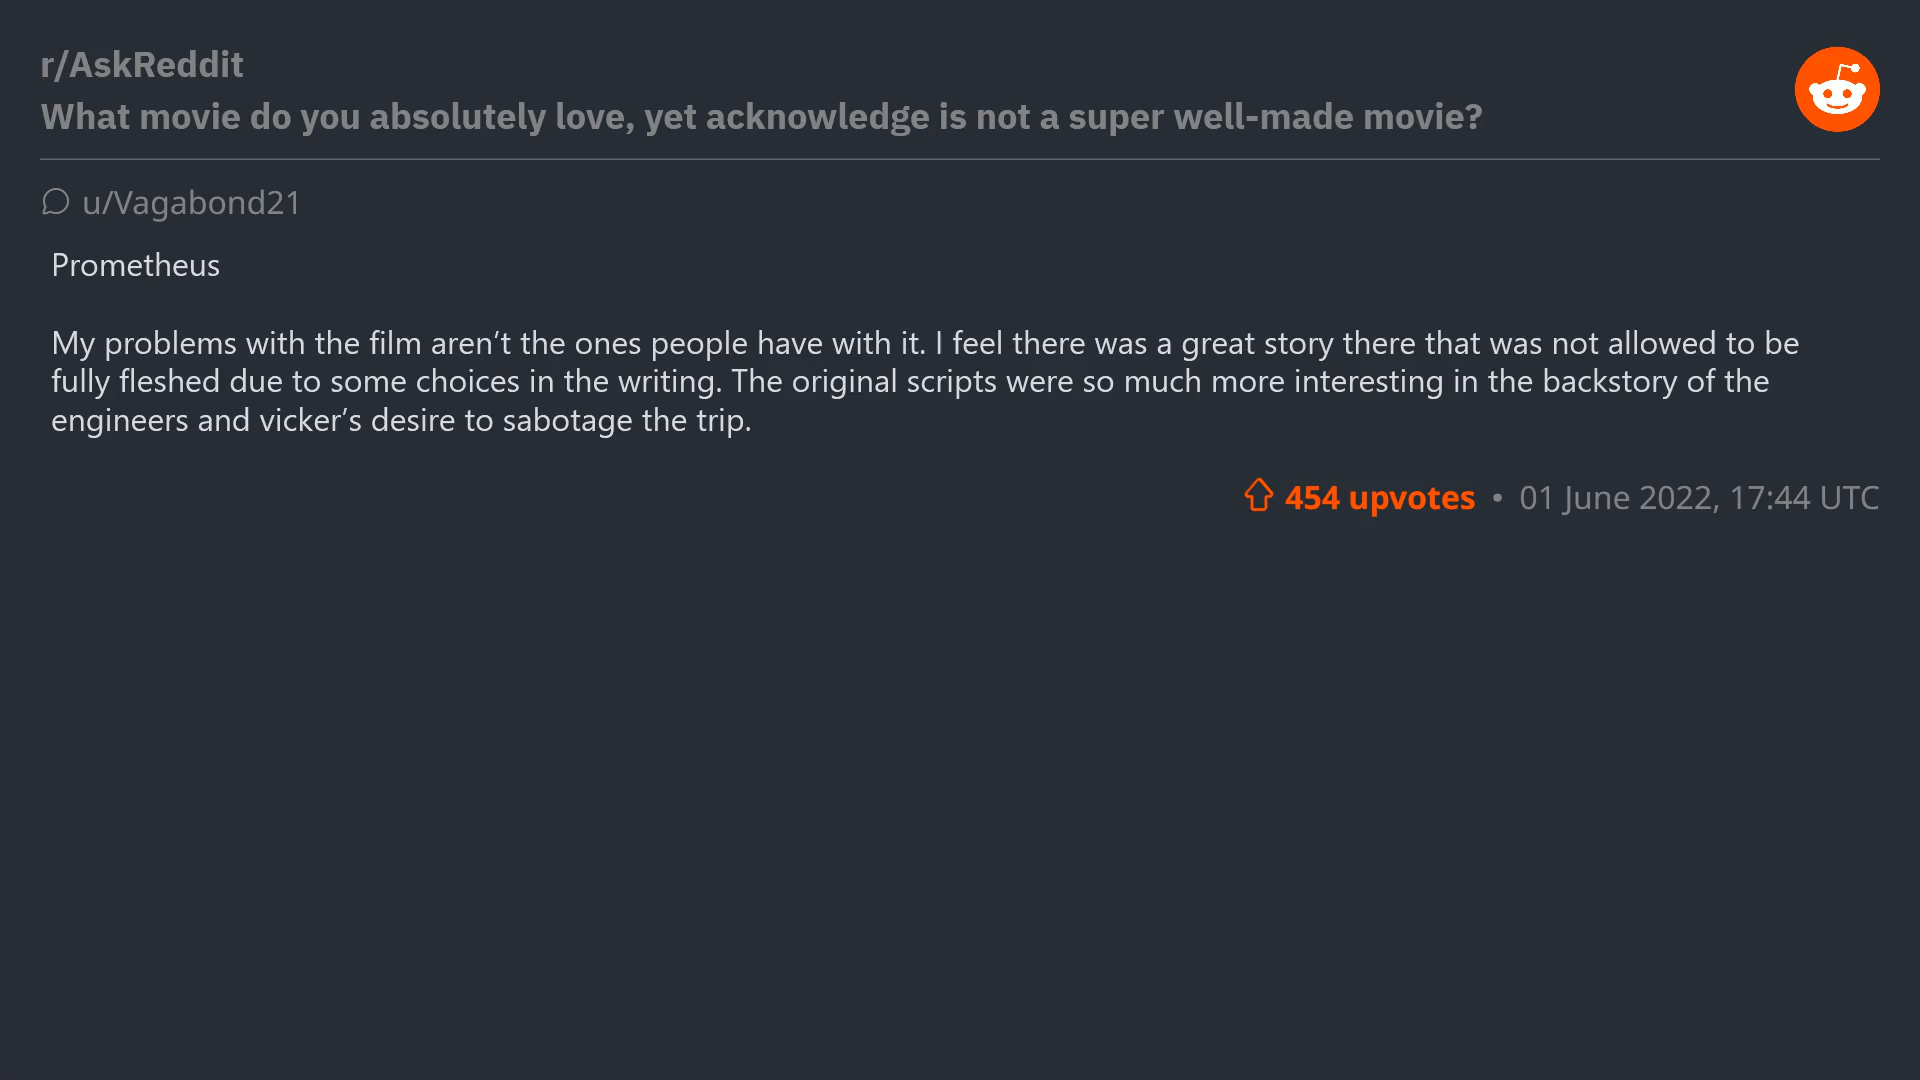 r/AskReddit
What movie do you absolutely love, yet acknowledge is not a super well-made movie?
u/Vagabond21
Prometheus
My problems with the film aren’t the ones people have with it. I feel there was a great story there that was not allowed to be
fully fleshed due to some choices in the writing. The original scripts were so much more interesting in the backstory of the
engineers and vicker’s desire to sabotage the trip.
454 upvotes • 01 June 2022, 17:44 UTC